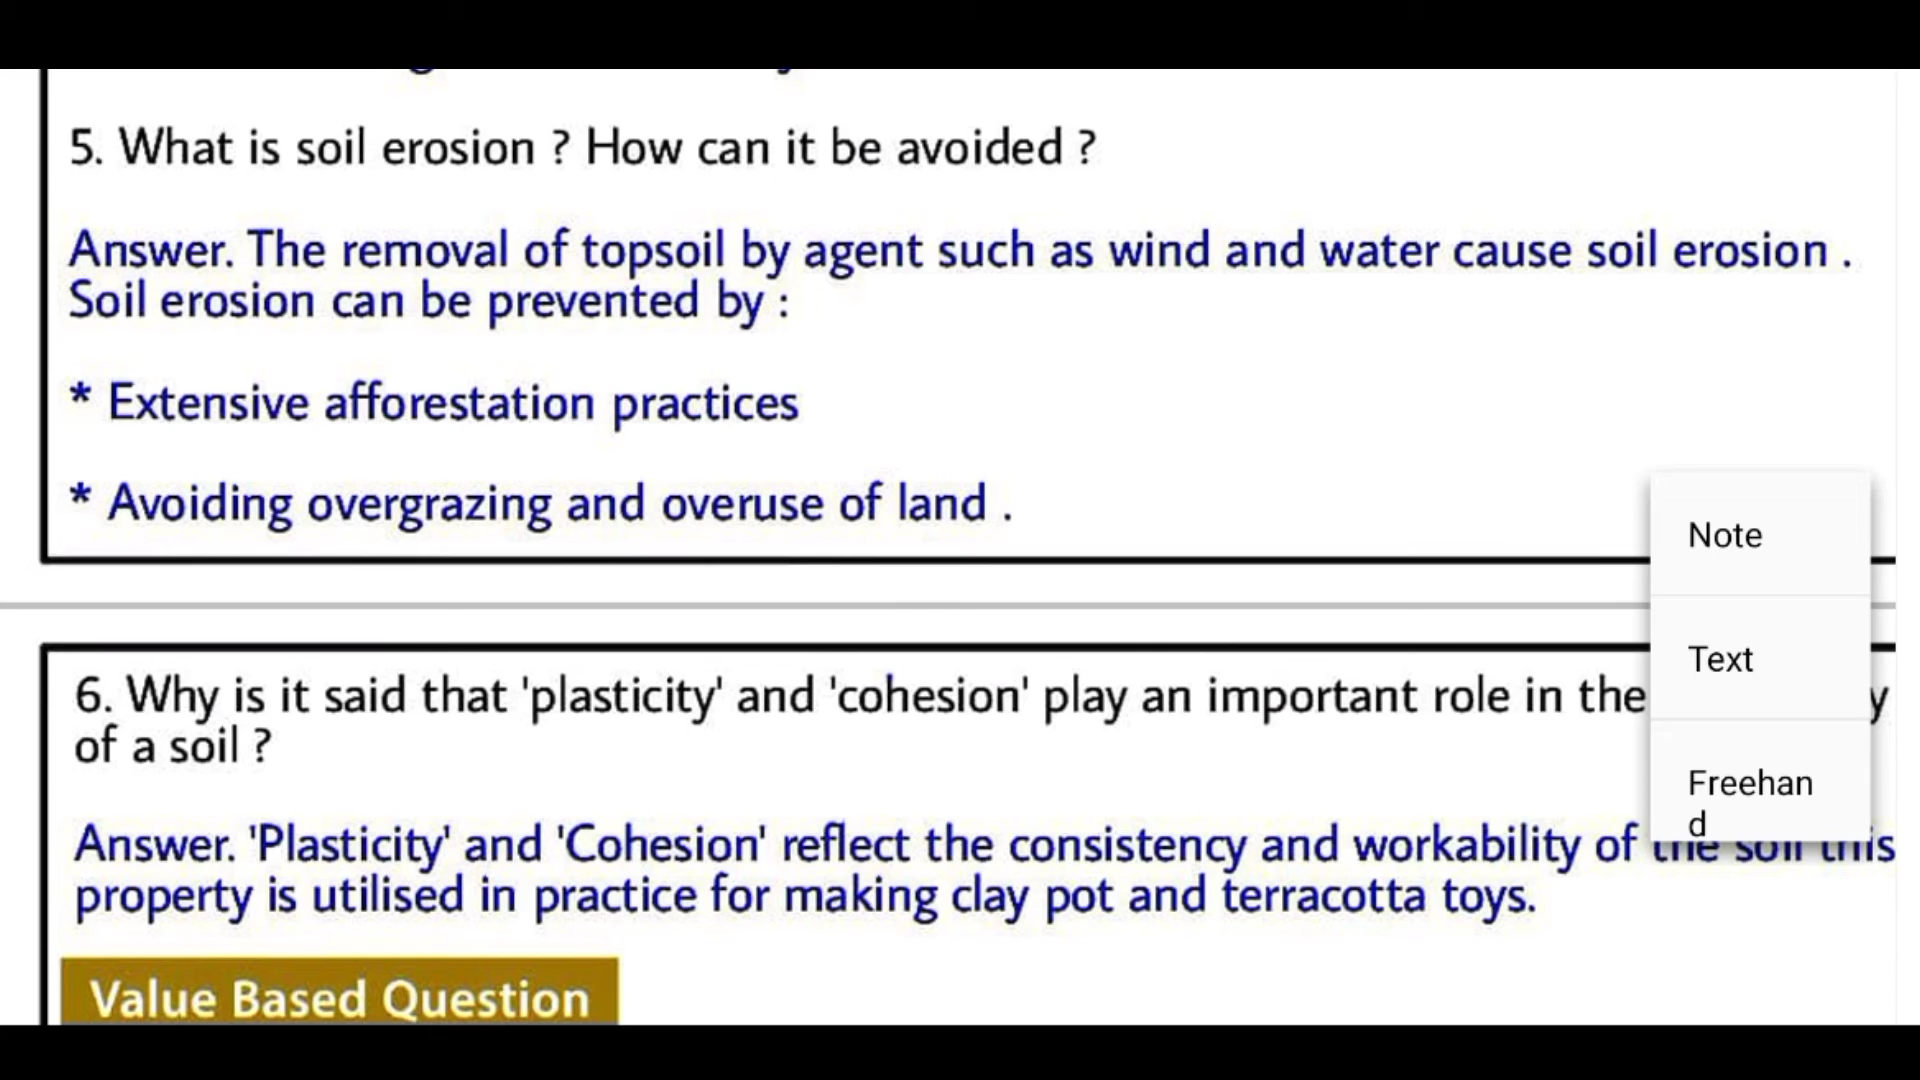 5. What is soil erosion ? How can it be avoided ?
Answer. The removal of topsoil by agent such as wind and water cause soil erosion .
Soil erosion can be prevented by :
* Extensive afforestation practices
* Avoiding overgrazing and overuse of land .
Note
Text
Freehan
d
6. Why is it said that 'plasticity' and 'cohesion' play an important role in the
of a soil ?
Answer. 'Plasticity' and 'Cohesion' reflect the consistency and workability of the soil this
property is utilised in practice for making clay pot and terracotta toys.
Value Based Question